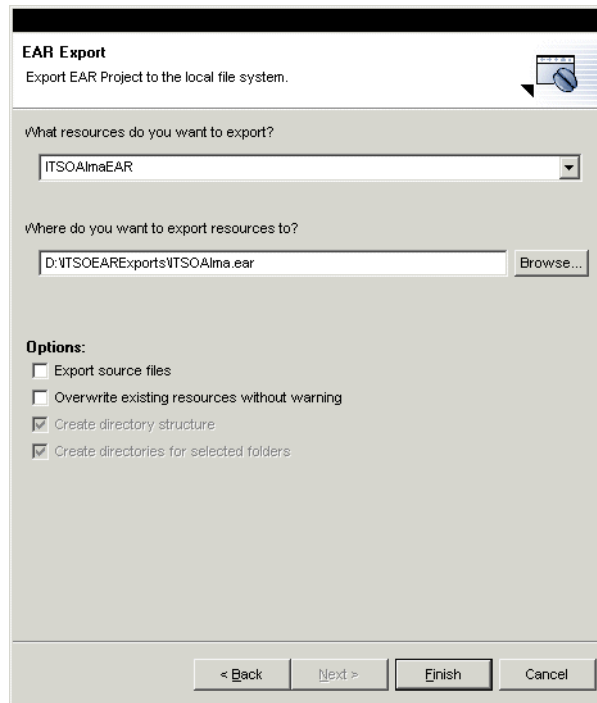 EAR Export
Export EAR Project to the local file system.
What resources do you want to export?
ITSOAlmaEAR
Where do you want to export resources to?
D:\ITSOEARExports\ITSOAlma.ear
Browse...
Options:
Export source files
Overwrite existing resources without warning
Create directory structure
Create directories for selected folders
< Back
Next >
Finish
Cancel